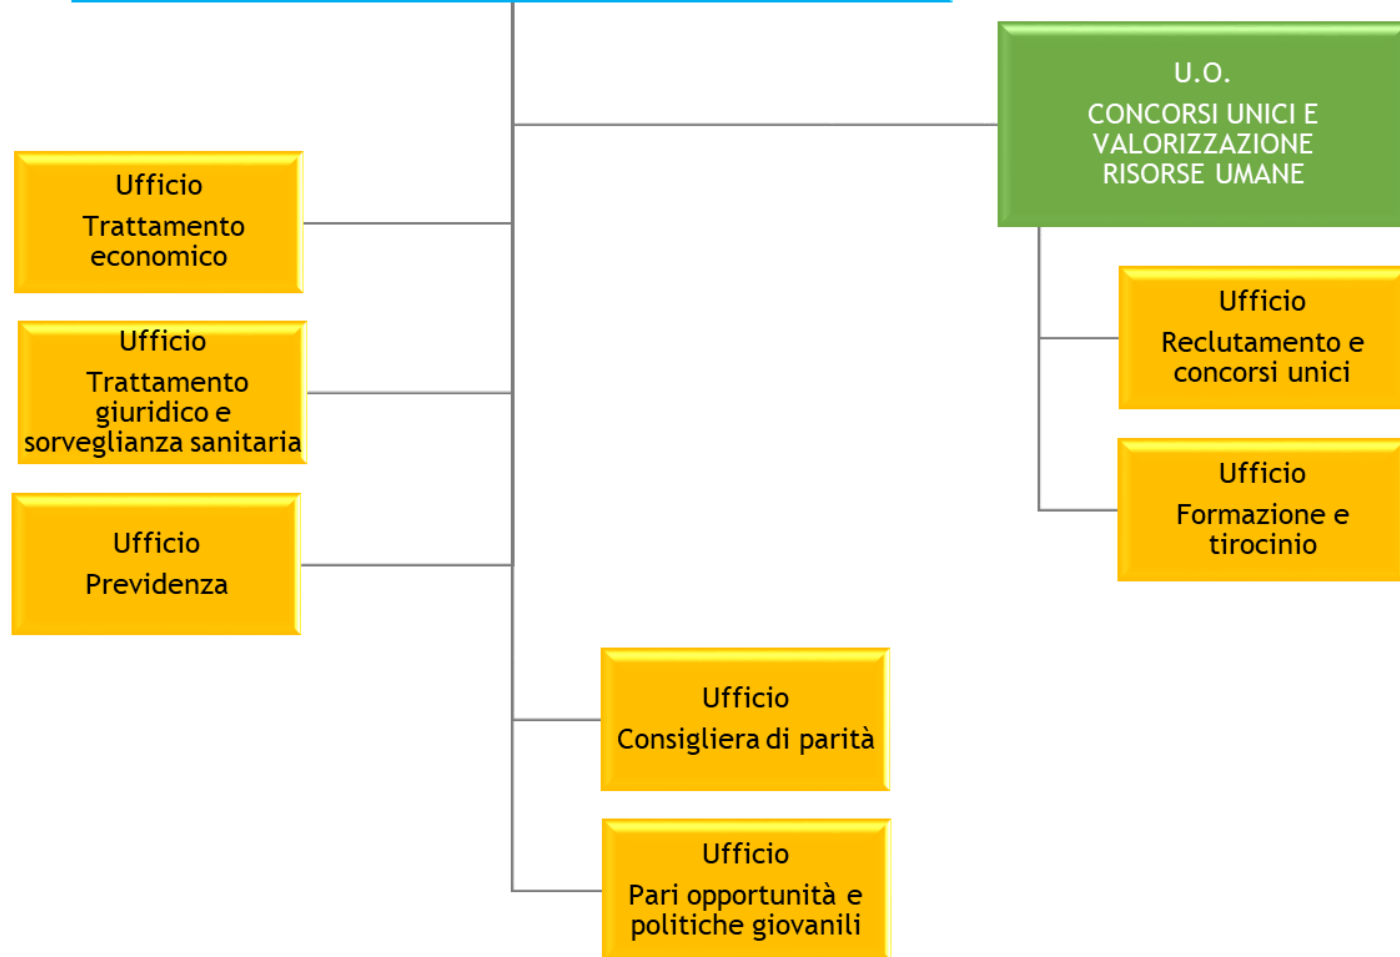 U.O.
CONCORSI UNICI E
VALORIZZAZIONE
RISORSE UMANE
Ufficio
Trattamento
economico
Ufficio
Trattamento
giuridico e
sorveglianza sanitaria
Ufficio
Previdenza
Ufficio
Reclutamento e
concorsi unici
Ufficio
Formazione e
tirocinio
Ufficio
Consigliera di parità
Ufficio
Pari opportunità e
politiche giovanili